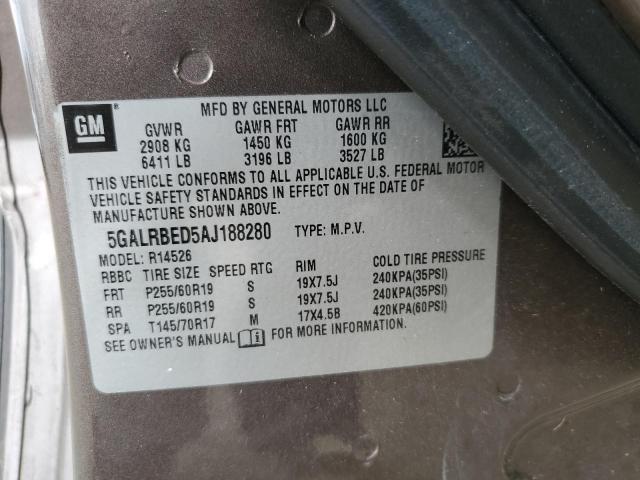 GM® MFD BY GENERAL MOTORS LLC
GVWR GAWR FRT GAWR RR
2908 KG 1450 KG 1600 KG
6411 LB 3196 LB 3527 LB
THIS VEHICLE CONFORMS TO ALL APPLICABLE U.S. FEDERAL MOTOR
VEHICLE SAFETY STANDARDS IN EFFECT ON THE DATE OF
MANUFACTURE SHOWN ABOVE.
5GALRBED5AJ188280 TYPE: M.P.V.
MODEL: R14526
RBBC TIRE SIZE SPEED RTG RIM COLD TIRE PRESSURE
FRT P255/60R19 S 19X7.5J 240KPA(35PSI)
RR P255/60R19 S 19X7.5J 240KPA(35PSI)
SPA T145/70R17 M 17X4.5B 420KPA(60PSI)
SEE OWNER'S MANUAL i FOR MORE INFORMATION.